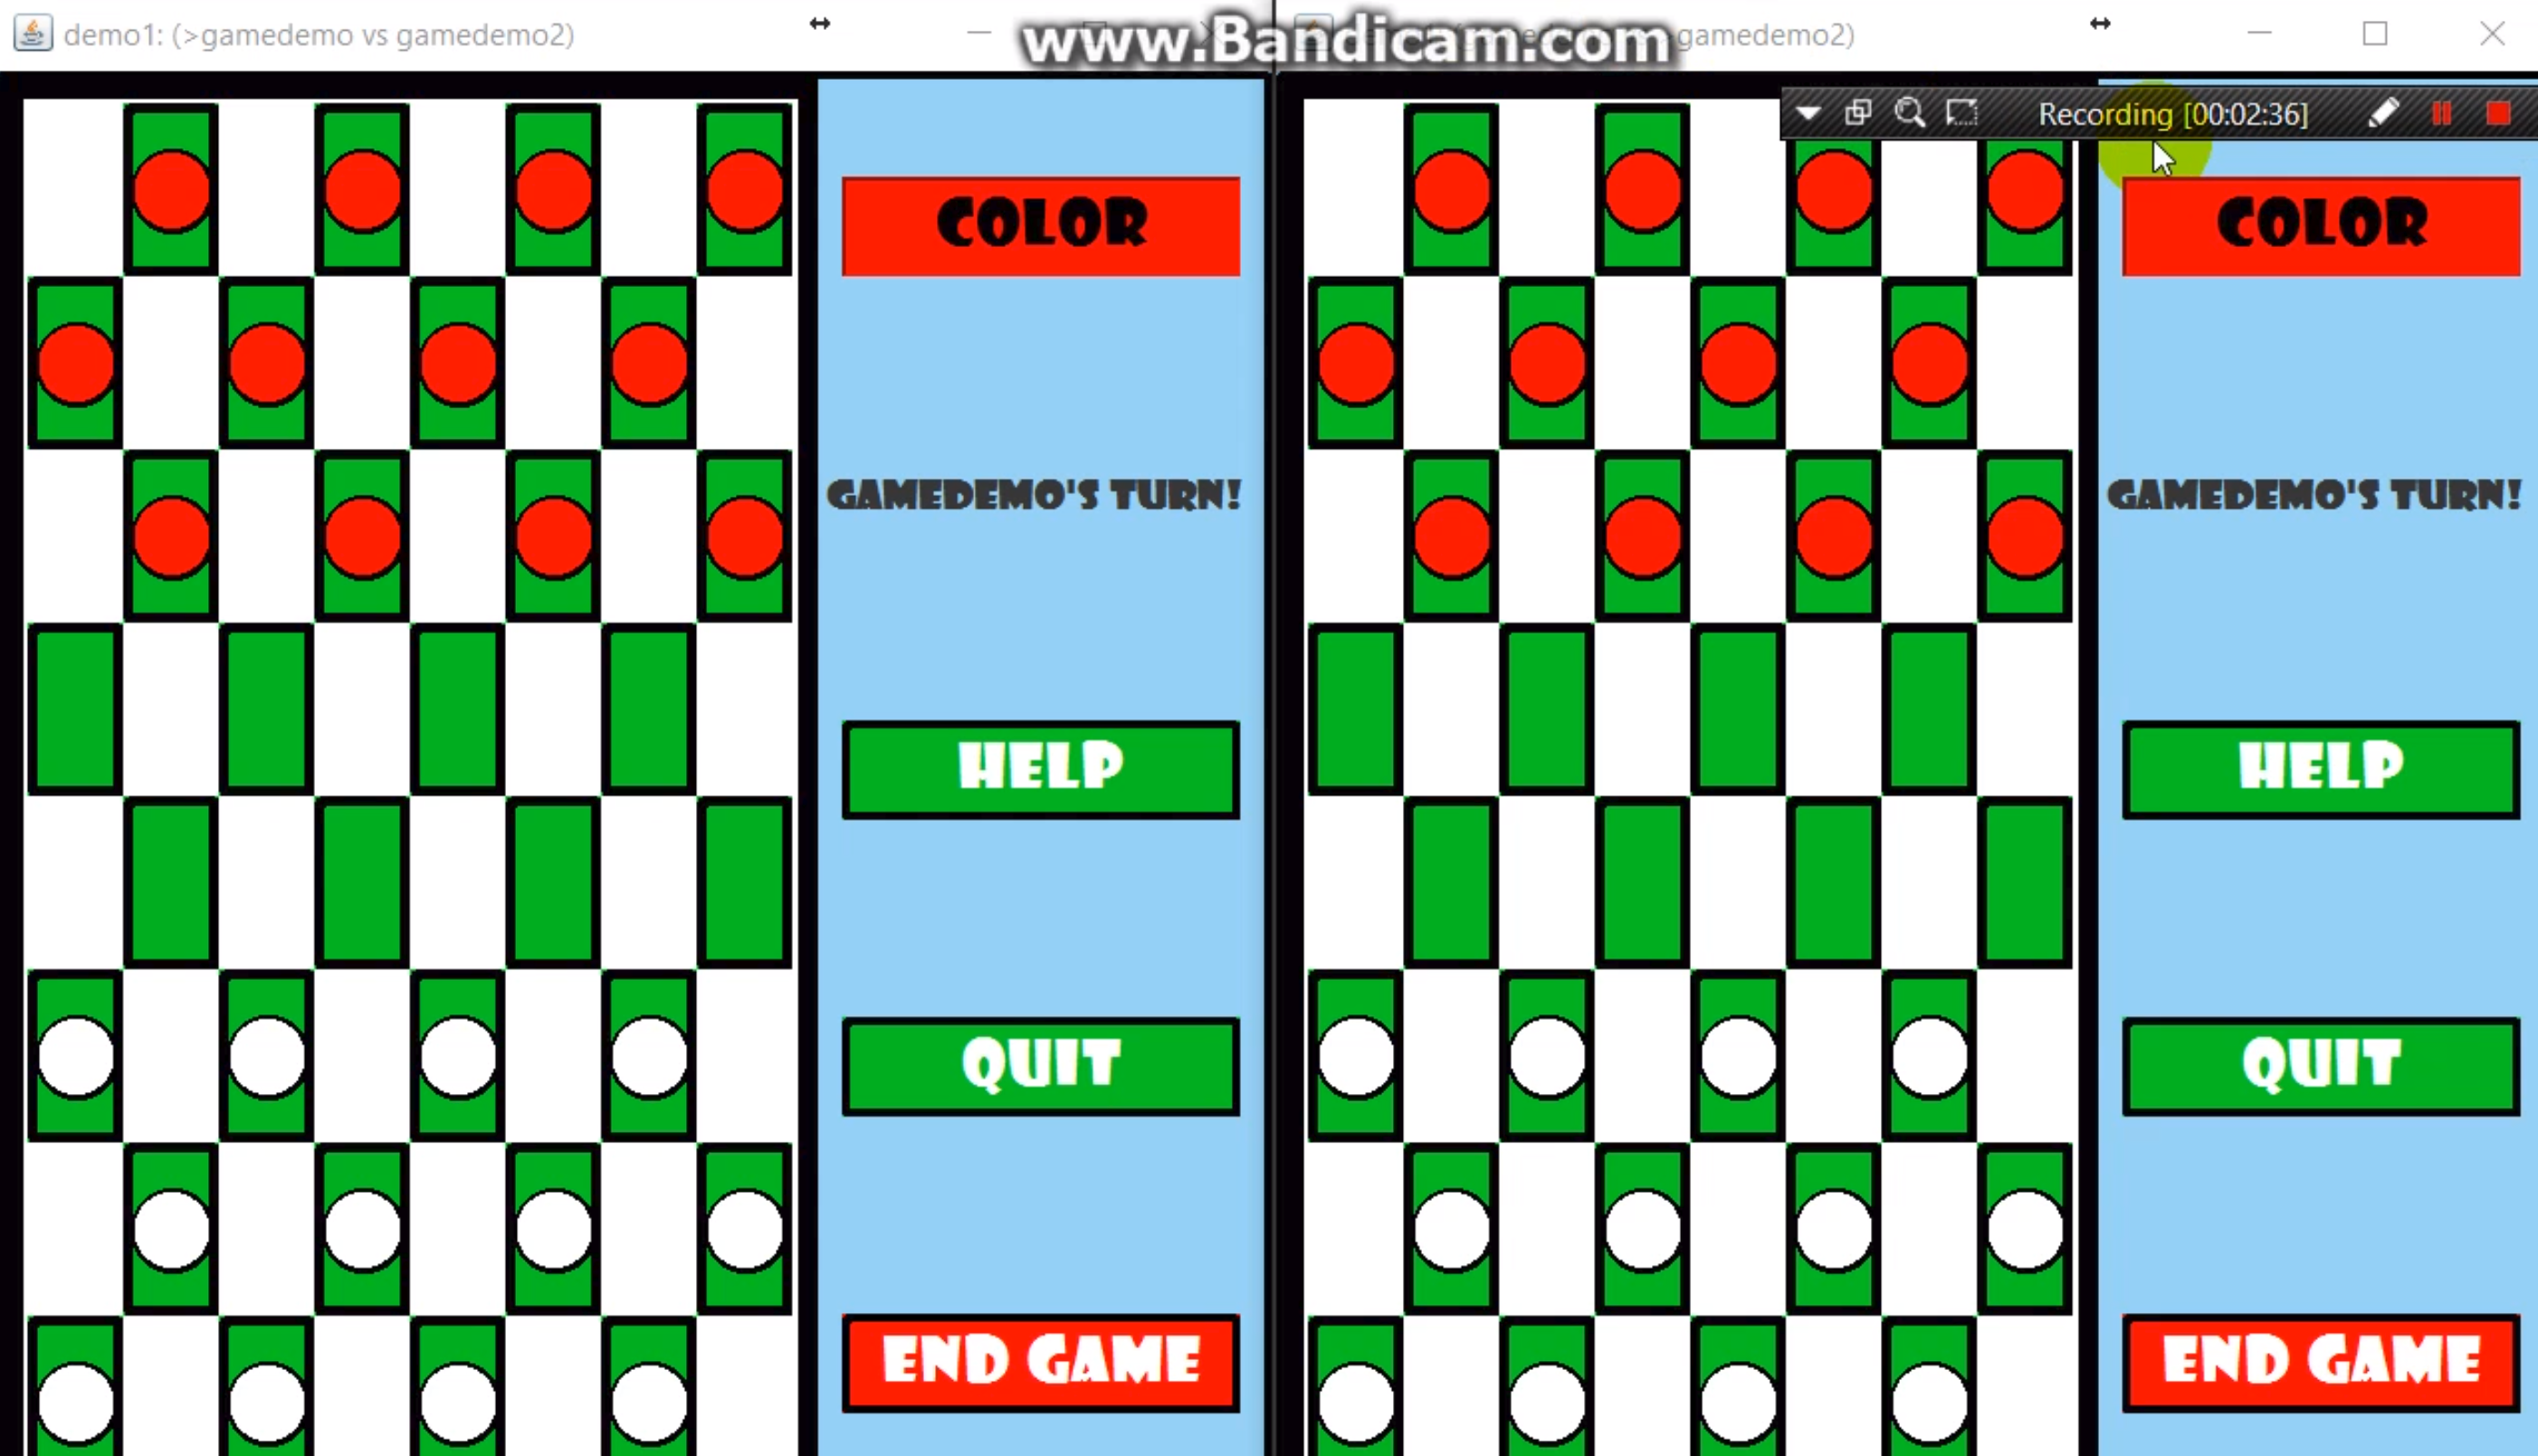 demo1: (>gamedemo vs gamedemo2)
www.Bandicam.com
gamedemo2)
Recording [00:02:36]
COLOR
GAMEDEMO'S TURN!
HELP
QUIT
END GAME
COLOR
GAMEDEMO'S TURN!
HELP
QUIT
END GAME